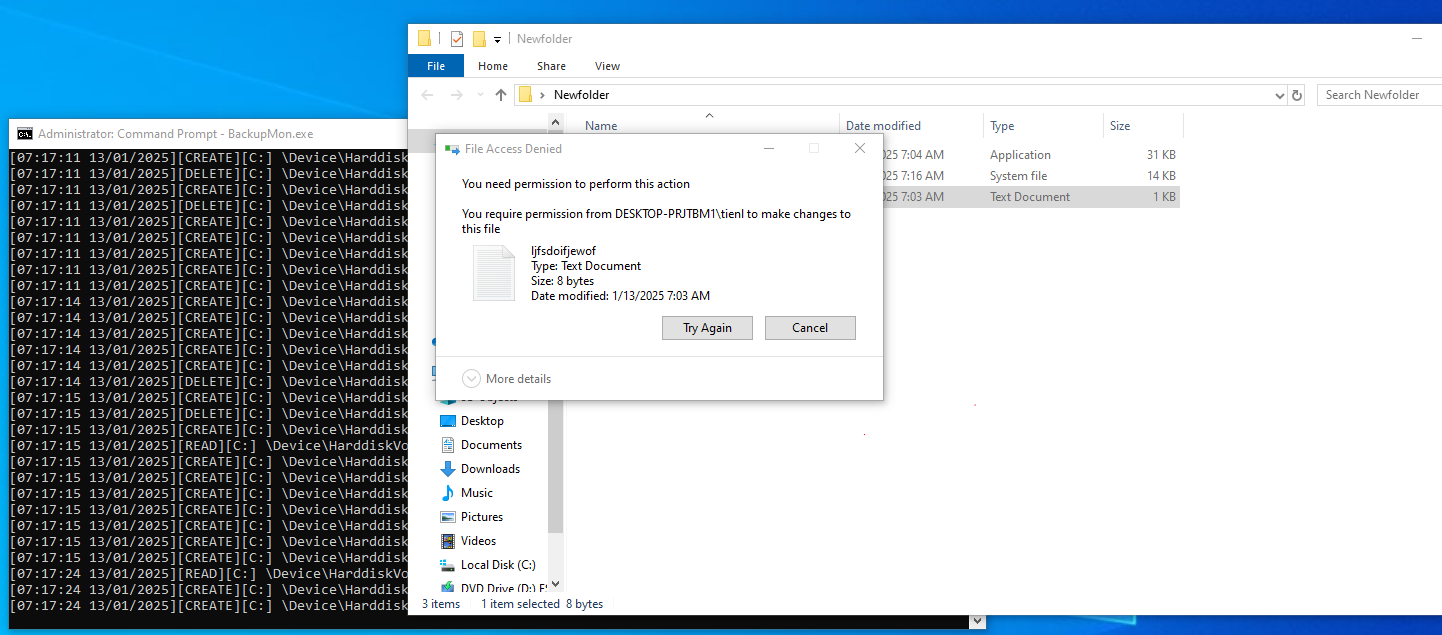 Newfolder
File
Home
Share
View
Newfolder
Search Newfolder
Administrator: Command Prompt - BackupMon.exe
[07:17:11 13/01/2025][CREATE][C:] \Device\Harddisk
[07:17:11 13/01/2025][DELETE][C:] \Device\Harddisk
[07:17:11 13/01/2025][CREATE][C:] \Device\Harddisk
[07:17:11 13/01/2025][DELETE][C:] \Device\Harddisk
[07:17:11 13/01/2025][CREATE][C:] \Device\Harddisk
[07:17:11 13/01/2025][CREATE][C:] \Device\Harddisk
[07:17:11 13/01/2025][CREATE][C:] \Device\Harddisk
[07:17:11 13/01/2025][CREATE][C:] \Device\Harddisk
[07:17:11 13/01/2025][CREATE][C:] \Device\Harddisk
[07:17:14 13/01/2025][CREATE][C:] \Device\Harddisk
[07:17:14 13/01/2025][CREATE][C:] \Device\Harddisk
[07:17:14 13/01/2025][CREATE][C:] \Device\Harddisk
[07:17:14 13/01/2025][CREATE][C:] \Device\Harddisk
[07:17:14 13/01/2025][CREATE][C:] \Device\Harddisk
[07:17:14 13/01/2025][DELETE][C:] \Device\Harddisk
[07:17:15 13/01/2025][CREATE][C:] \Device\Harddisk
[07:17:15 13/01/2025][DELETE][C:] \Device\Harddisk
[07:17:15 13/01/2025][CREATE][C:] \Device\Harddisk
[07:17:15 13/01/2025][READ][C:] \Device\HarddiskVo
[07:17:15 13/01/2025][CREATE][C:] \Device\Harddisk
[07:17:15 13/01/2025][CREATE][C:] \Device\Harddisk
[07:17:15 13/01/2025][CREATE][C:] \Device\Harddisk
[07:17:15 13/01/2025][CREATE][C:] \Device\Harddisk
[07:17:15 13/01/2025][CREATE][C:] \Device\Harddisk
[07:17:15 13/01/2025][CREATE][C:] \Device\Harddisk
[07:17:15 13/01/2025][CREATE][C:] \Device\Harddisk
[07:17:24 13/01/2025][READ][C:] \Device\HarddiskVo
[07:17:24 13/01/2025][CREATE][C:] \Device\Harddisk
[07:17:24 13/01/2025][CREATE][C:] \Device\Harddisk
Name
Date modified
Type
Size
025 7:04 AM Application 31 KB
025 7:16 AM System file 14 KB
025 7:03 AM Text Document 1 KB
File Access Denied
You need permission to perform this action
You require permission from DESKTOP-PRJTBM1\tienl to make changes to
this file
ljfsdoifjewof
Type: Text Document
Size: 8 bytes
Date modified: 1/13/2025 7:03 AM
Try Again
Cancel
More details
Desktop
Documents
Downloads
Music
Pictures
Videos
Local Disk (C:)
DVD Drive (D:)
3 items
1 item selected 8 bytes